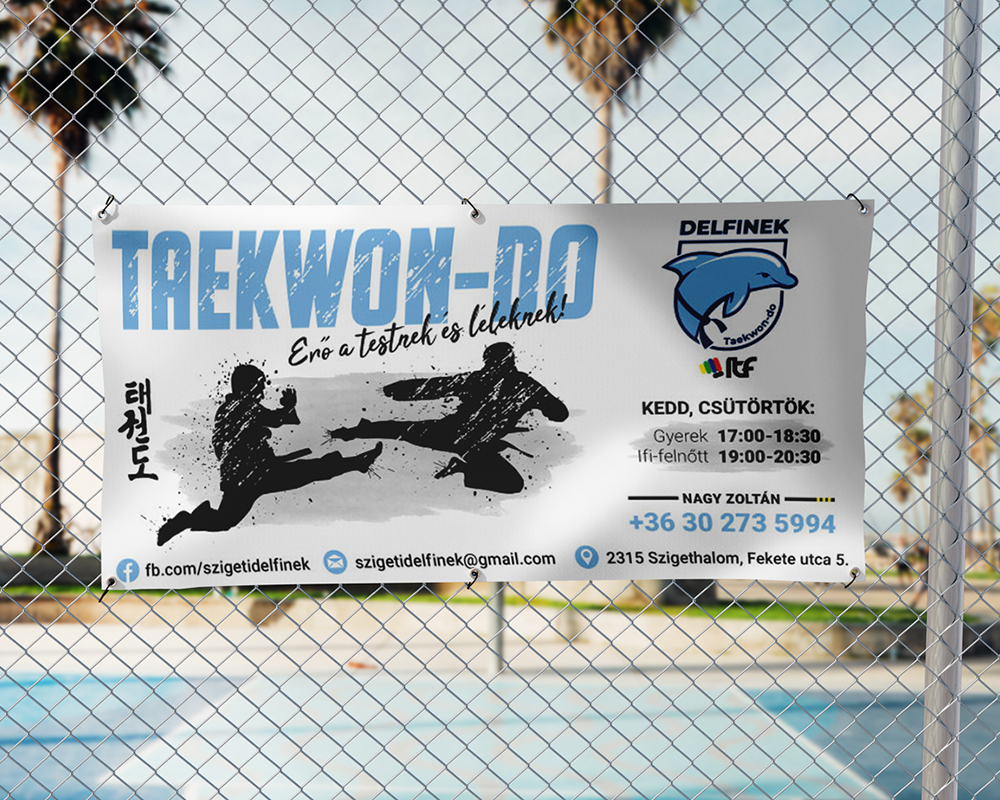 TAEKWON-DO
Erő a testnek és léleknek!
태권도
DELFINEK
Taekwon-do
itf
KEDD, CSÜTÖRTÖK:
Gyerek 17:00-18:30
Ifi-felnőtt 19:00-20:30
NAGY ZOLTÁN
+36 30 273 5994
fb.com/szigetidelfinek szigetidelfinek@gmail.com 2315 Szigethalom, Fekete utca 5.